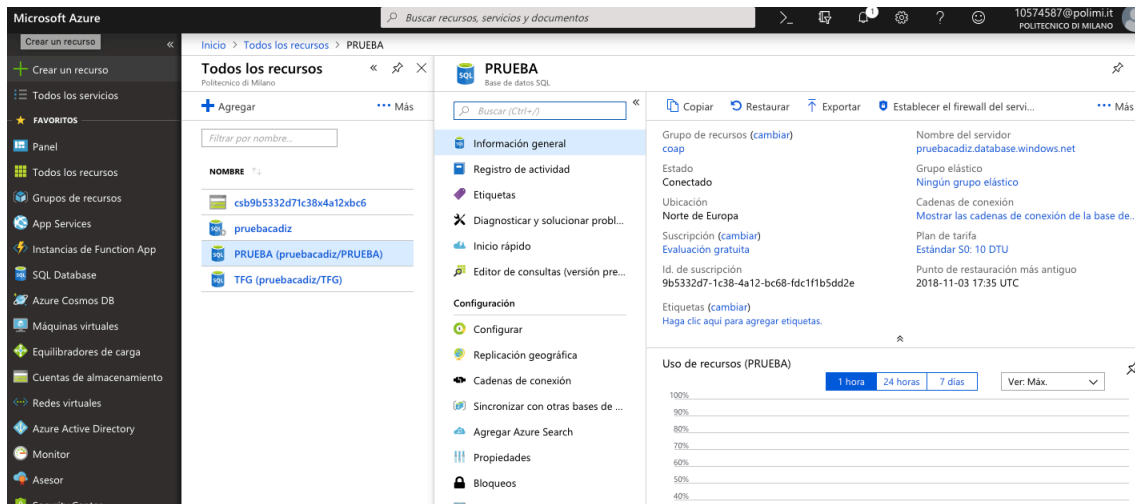 Microsoft Azure
Buscar recursos, servicios y documentos
1
10574587@polimi.it
POLITECNICO DI MILANO
Crear un recurso
Crear un recurso
Todos los servicios
FAVORITOS
Panel
Todos los recursos
Grupos de recursos
App Services
Instancias de Function App
SQL Database
Azure Cosmos DB
Máquinas virtuales
Equilibradores de carga
Cuentas de almacenamiento
Redes virtuales
Azure Active Directory
Monitor
Asesor
Security Center
Inicio > Todos los recursos > PRUEBA
Todos los recursos
Politecnico di Milano
Agregar
··· Más
Filtrar por nombre...
NOMBRE
csb9b5332d71c38x4a12xbc6
pruebacadiz
PRUEBA (pruebacadiz/PRUEBA)
TFG (pruebacadiz/TFG)
PRUEBA
Base de datos SQL
Buscar (Ctrl+/)
Información general
Registro de actividad
Etiquetas
Diagnosticar y solucionar probl...
Inicio rápido
Editor de consultas (versión pre...
Configuración
Configurar
Replicación geográfica
Cadenas de conexión
Sincronizar con otras bases de ...
Agregar Azure Search
Propiedades
Bloqueos
Copiar
Restaurar
Exportar
Establecer el firewall del servi...
··· Más
Grupo de recursos (cambiar)
coap
Estado
Conectado
Ubicación
Norte de Europa
Suscripción (cambiar)
Evaluación gratuita
Id. de suscripción
9b5332d7-1c38-4a12-bc68-fdc1f1b5dd2e
Etiquetas (cambiar)
Haga clic aquí para agregar etiquetas.
Nombre del servidor
pruebacadiz.database.windows.net
Grupo elástico
Ningún grupo elástico
Cadenas de conexión
Mostrar las cadenas de conexión de la base de...
Plan de tarifa
Estándar S0: 10 DTU
Punto de restauración más antiguo
2018-11-03 17:35 UTC
Uso de recursos (PRUEBA)
1 hora
24 horas
7 días
Ver: Máx.
100%
90%
80%
70%
60%
50%
40%